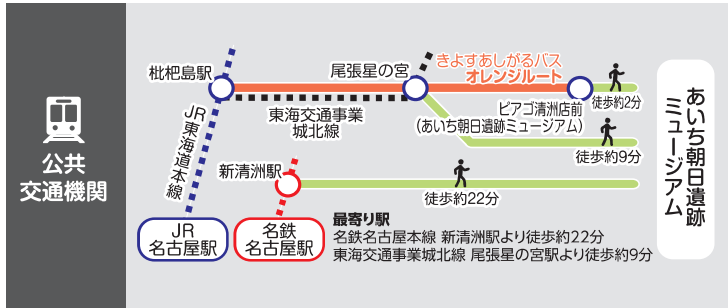 公共
交通機関
枇杷島駅
尾張星の宮
きよすあしがるバス
オレンジルート
ピアゴ清洲店前
(あいち朝日遺跡ミュージアム)
徒歩約2分
東海交通事業
城北線
JR東海道本線
徒歩約9分
新清洲駅
徒歩約22分
JR
名古屋駅
名鉄
名古屋駅
最寄り駅
名鉄名古屋本線 新清洲駅より徒歩約22分
東海交通事業城北線 尾張星の宮駅より徒歩約9分
あいち朝日遺跡
ミュージアム